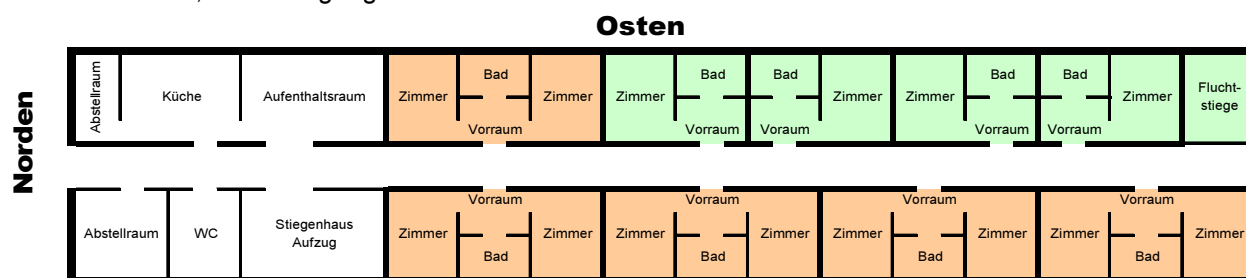 Osten
Norden
Abstellraum
Küche
Aufenthaltsraum
Zimmer
Bad
Zimmer
Vorraum
Zimmer
Bad
Vorraum
Bad
Voraum
Zimmer
Zimmer
Bad
Vorraum
Bad
Vorraum
Zimmer
Flucht-
stiege
Abstellraum
WC
Stiegenhaus
Aufzug
Vorraum
Zimmer
Bad
Zimmer
Vorraum
Zimmer
Bad
Zimmer
Vorraum
Zimmer
Bad
Zimmer
Vorraum
Zimmer
Bad
Zimmer